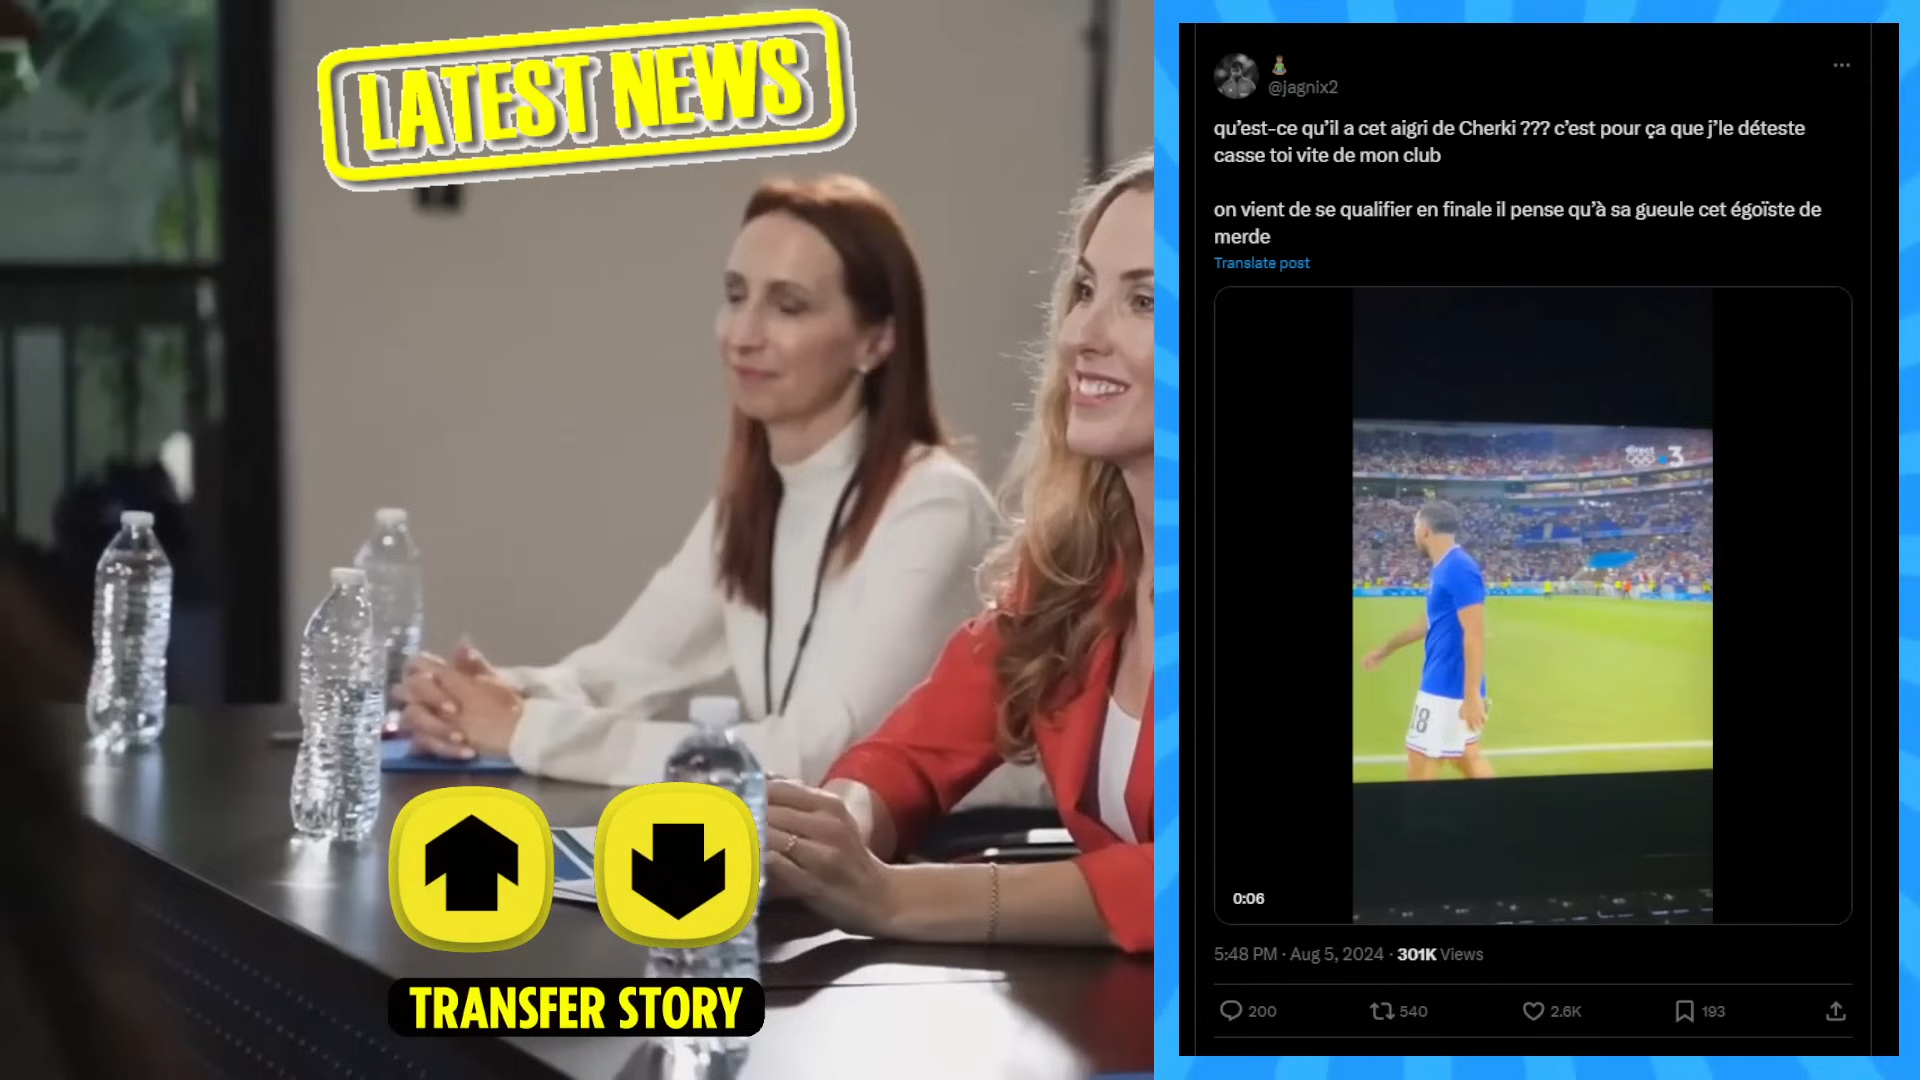 LATEST NEWS
TRANSFER STORY
@jagnix2
qu'est-ce qu'il a cet aigri de Cherki ??? c'est pour ça que j'le déteste
casse toi vite de mon club
on vient de se qualifier en finale il pense qu'à sa gueule cet égoïste de
merde
Translate post
direct
3
18
0:06
5:48 PM · Aug 5, 2024 · 301K Views
200
540
2.6K
193